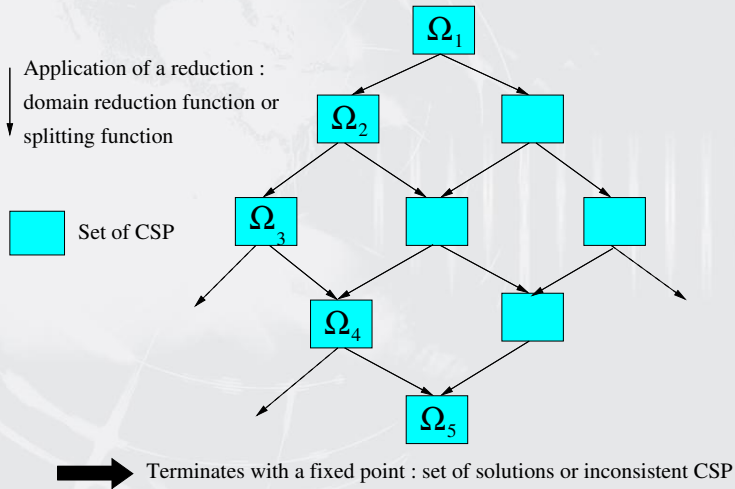 Ω1
Application of a reduction :
domain reduction function or
splitting function
Ω2
Ω3
Set of CSP
Ω4
Ω5
Terminates with a fixed point : set of solutions or inconsistent CSP